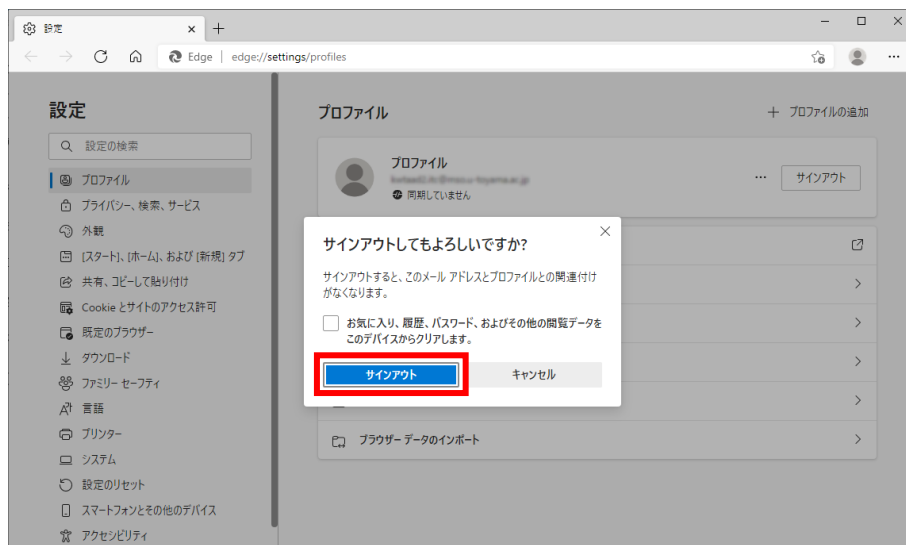 設定
Edge | edge://settings/profiles
設定
設定の検索
プロファイル
プライバシー、検索、サービス
外観
[スタート]、[ホーム]、および [新規] タブ
共有、コピーして貼り付け
Cookie とサイトのアクセス許可
既定のブラウザー
ダウンロード
ファミリー セーフティ
言語
プリンター
システム
設定のリセット
スマートフォンとその他のデバイス
アクセシビリティ
プロファイル
プロファイルの追加
プロファイル
同期していません
サインアウト
サインアウトしてもよろしいですか?
サインアウトすると、このメール アドレスとプロファイルとの関連付け
がなくなります。
お気に入り、履歴、パスワード、およびその他の閲覧データを
このデバイスからクリアします。
サインアウト
キャンセル
ブラウザー データのインポート